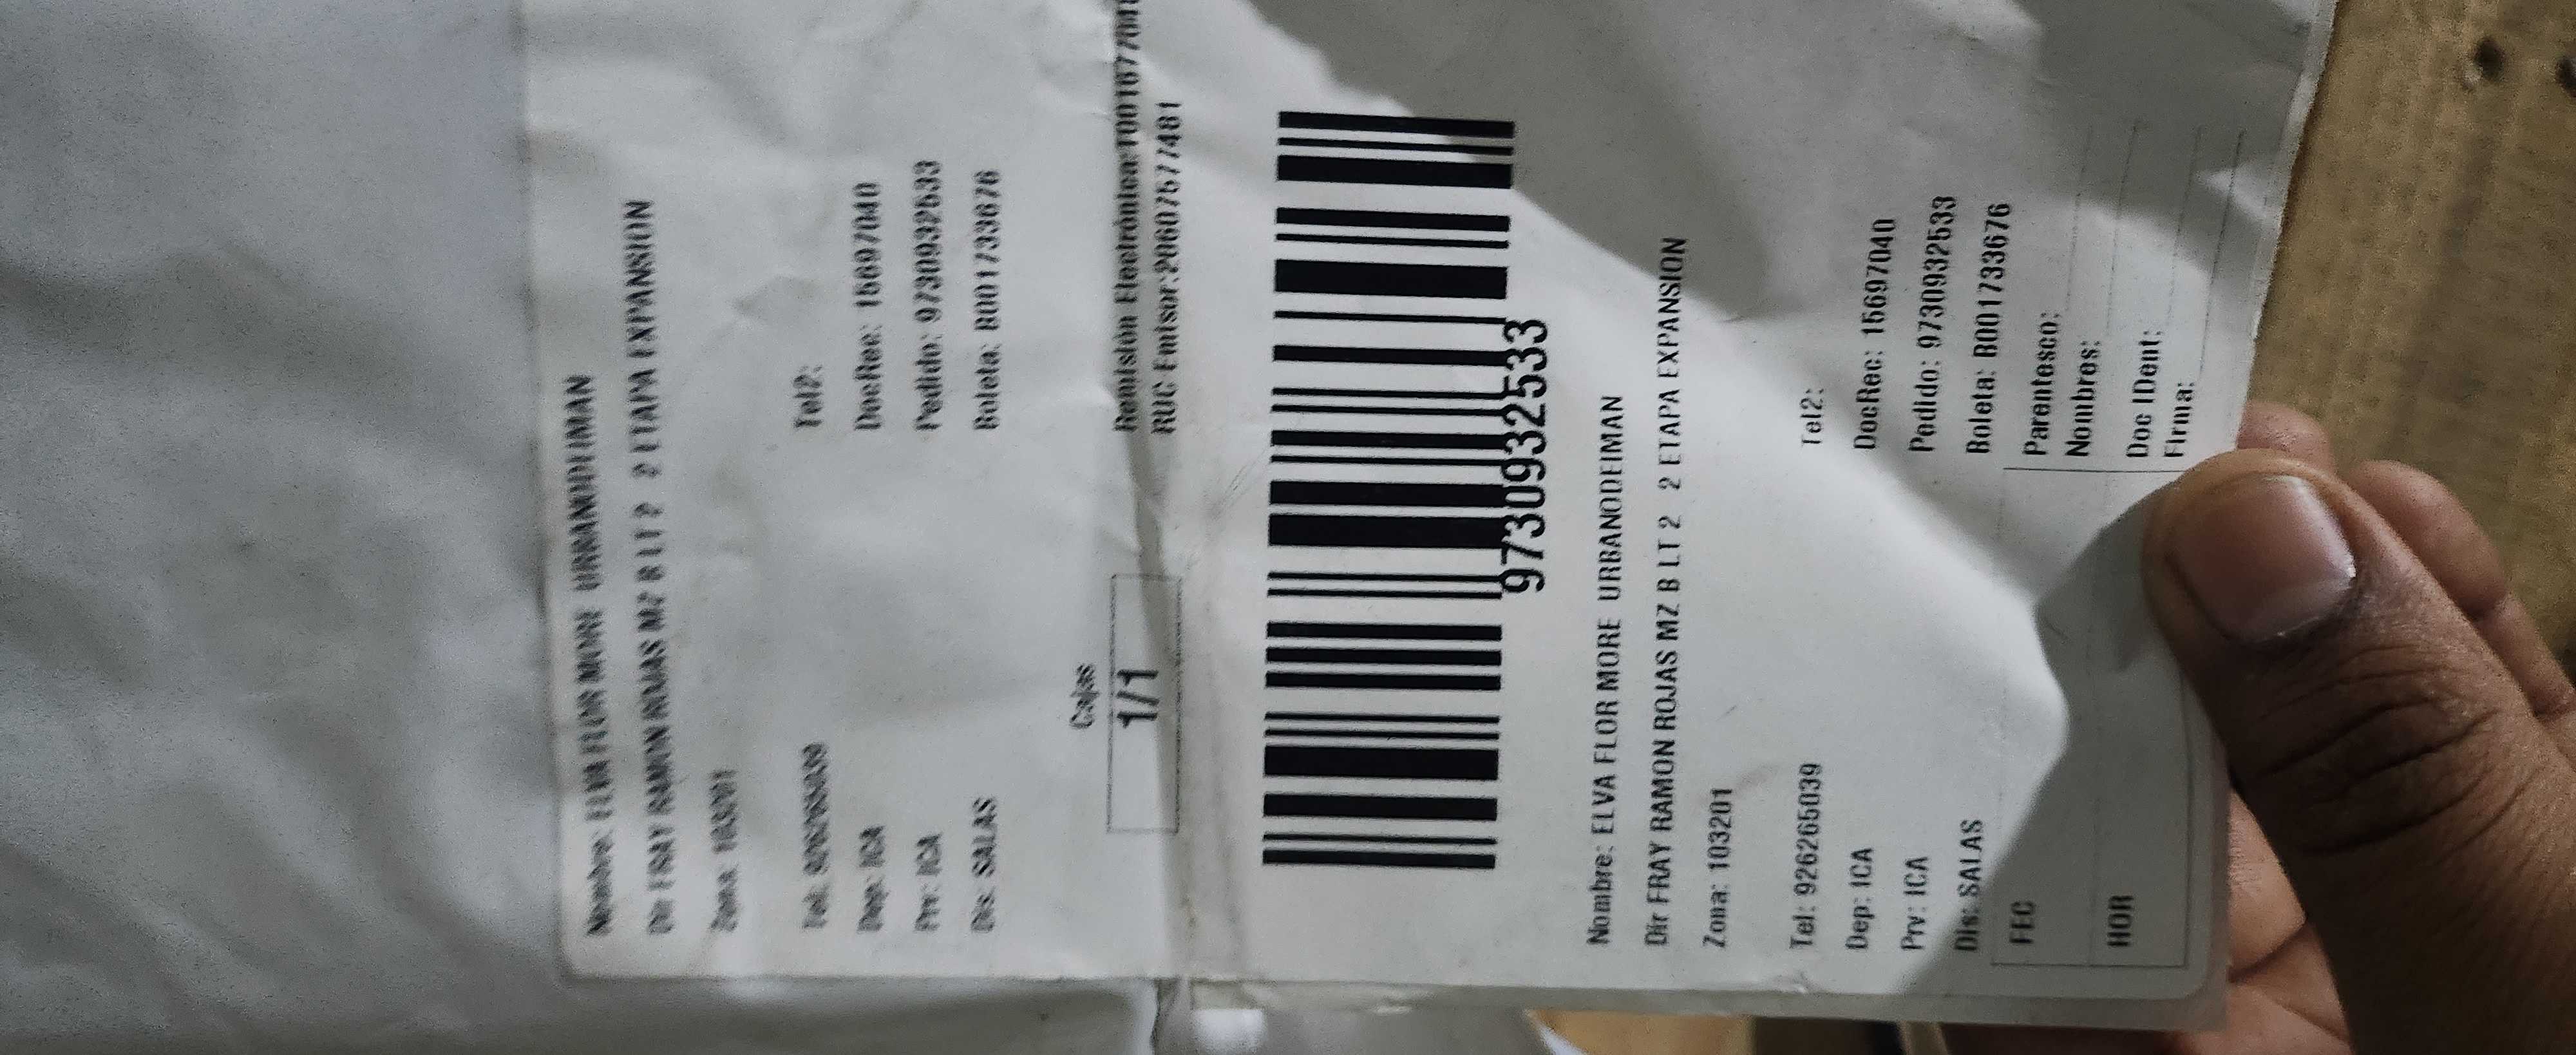 Nombre: ELVA FLOR MORE URBANODEIMAN
Dir FRAY RAMON ROJAS MZ B LT 2 2 ETAPA EXPANSION
Zona: 103201
Tel: 926265039
Tel2:
Dep: ICA
DocRec: 15697040
Prv: ICA
Pedido: 9730932533
Dis: SALAS
Boleta: B001733676
Cajas
1/1
Remisión Electrónica:
RUC Emisor:20607577481
9730932533
Nombre: ELVA FLOR MORE URBANODEIMAN
Dir FRAY RAMON ROJAS MZ B LT 2 2 ETAPA EXPANSION
Zona: 103201
Tel: 926265039
Tel2:
Dep: ICA
DocRec: 15697040
Prv: ICA
Pedido: 9730932533
Dis: SALAS
Boleta: B001733676
FEC
Parentesco:
Nombres:
HOR
Doc IDent:
Firma: